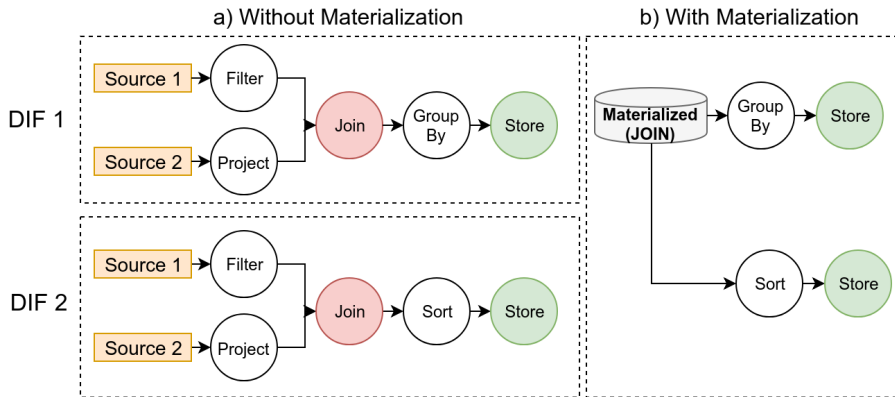 a) Without Materialization
b) With Materialization
DIF 1
Source 1
Filter
Source 2
Project
Join
Group
By
Store
Materialized
(JOIN)
Group
By
Store
DIF 2
Source 1
Filter
Source 2
Project
Join
Sort
Store
Sort
Store